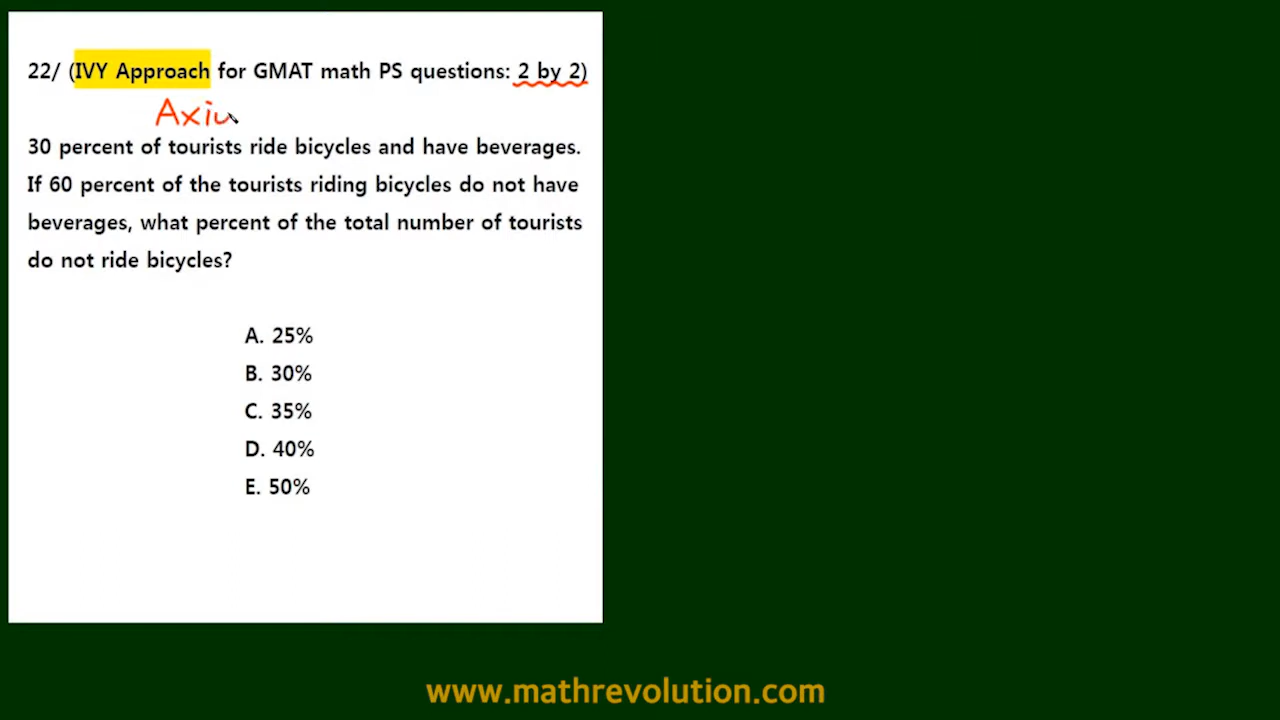 22/ (IVY Approach for GMAT math PS questions: 2 by 2)
Axiu
30 percent of tourists ride bicycles and have beverages.
If 60 percent of the tourists riding bicycles do not have
beverages, what percent of the total number of tourists
do not ride bicycles?
A. 25%
B. 30%
C. 35%
D. 40%
E. 50%
www.mathrevolution.com